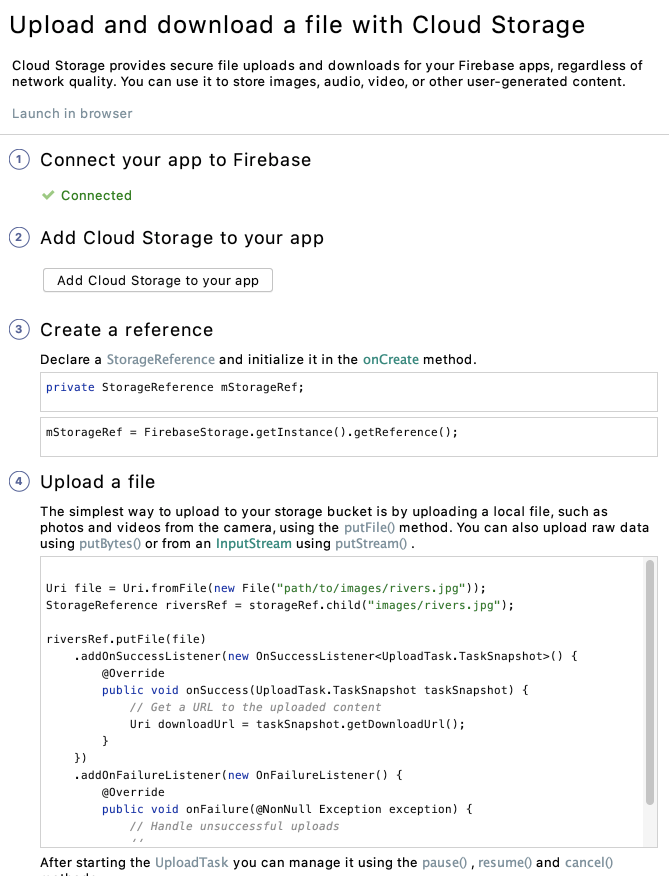 Upload and download a file with Cloud Storage
Cloud Storage provides secure file uploads and downloads for your Firebase apps, regardless of
network quality. You can use it to store images, audio, video, or other user-generated content.
Launch in browser
1 Connect your app to Firebase
Connected
2 Add Cloud Storage to your app
Add Cloud Storage to your app
3 Create a reference
Declare a StorageReference and initialize it in the onCreate method.
private StorageReference mStorageRef;
mStorageRef = FirebaseStorage.getInstance().getReference();
4 Upload a file
The simplest way to upload to your storage bucket is by uploading a local file, such as
photos and videos from the camera, using the putFile() method. You can also upload raw data
using putBytes() or from an InputStream using putStream() .
Uri file = Uri.fromFile(new File("path/to/images/rivers.jpg"));
StorageReference riversRef = storageRef.child("images/rivers.jpg");
riversRef.putFile(file)
.addOnSuccessListener(new OnSuccessListener<UploadTask.TaskSnapshot>() {
@Override
public void onSuccess(UploadTask.TaskSnapshot taskSnapshot) {
// Get a URL to the uploaded content
Uri downloadUrl = taskSnapshot.getDownloadUrl();
}
})
.addOnFailureListener(new OnFailureListener() {
@Override
public void onFailure(@NonNull Exception exception) {
// Handle unsuccessful uploads
After starting the UploadTask you can manage it using the pause() , resume() and cancel()